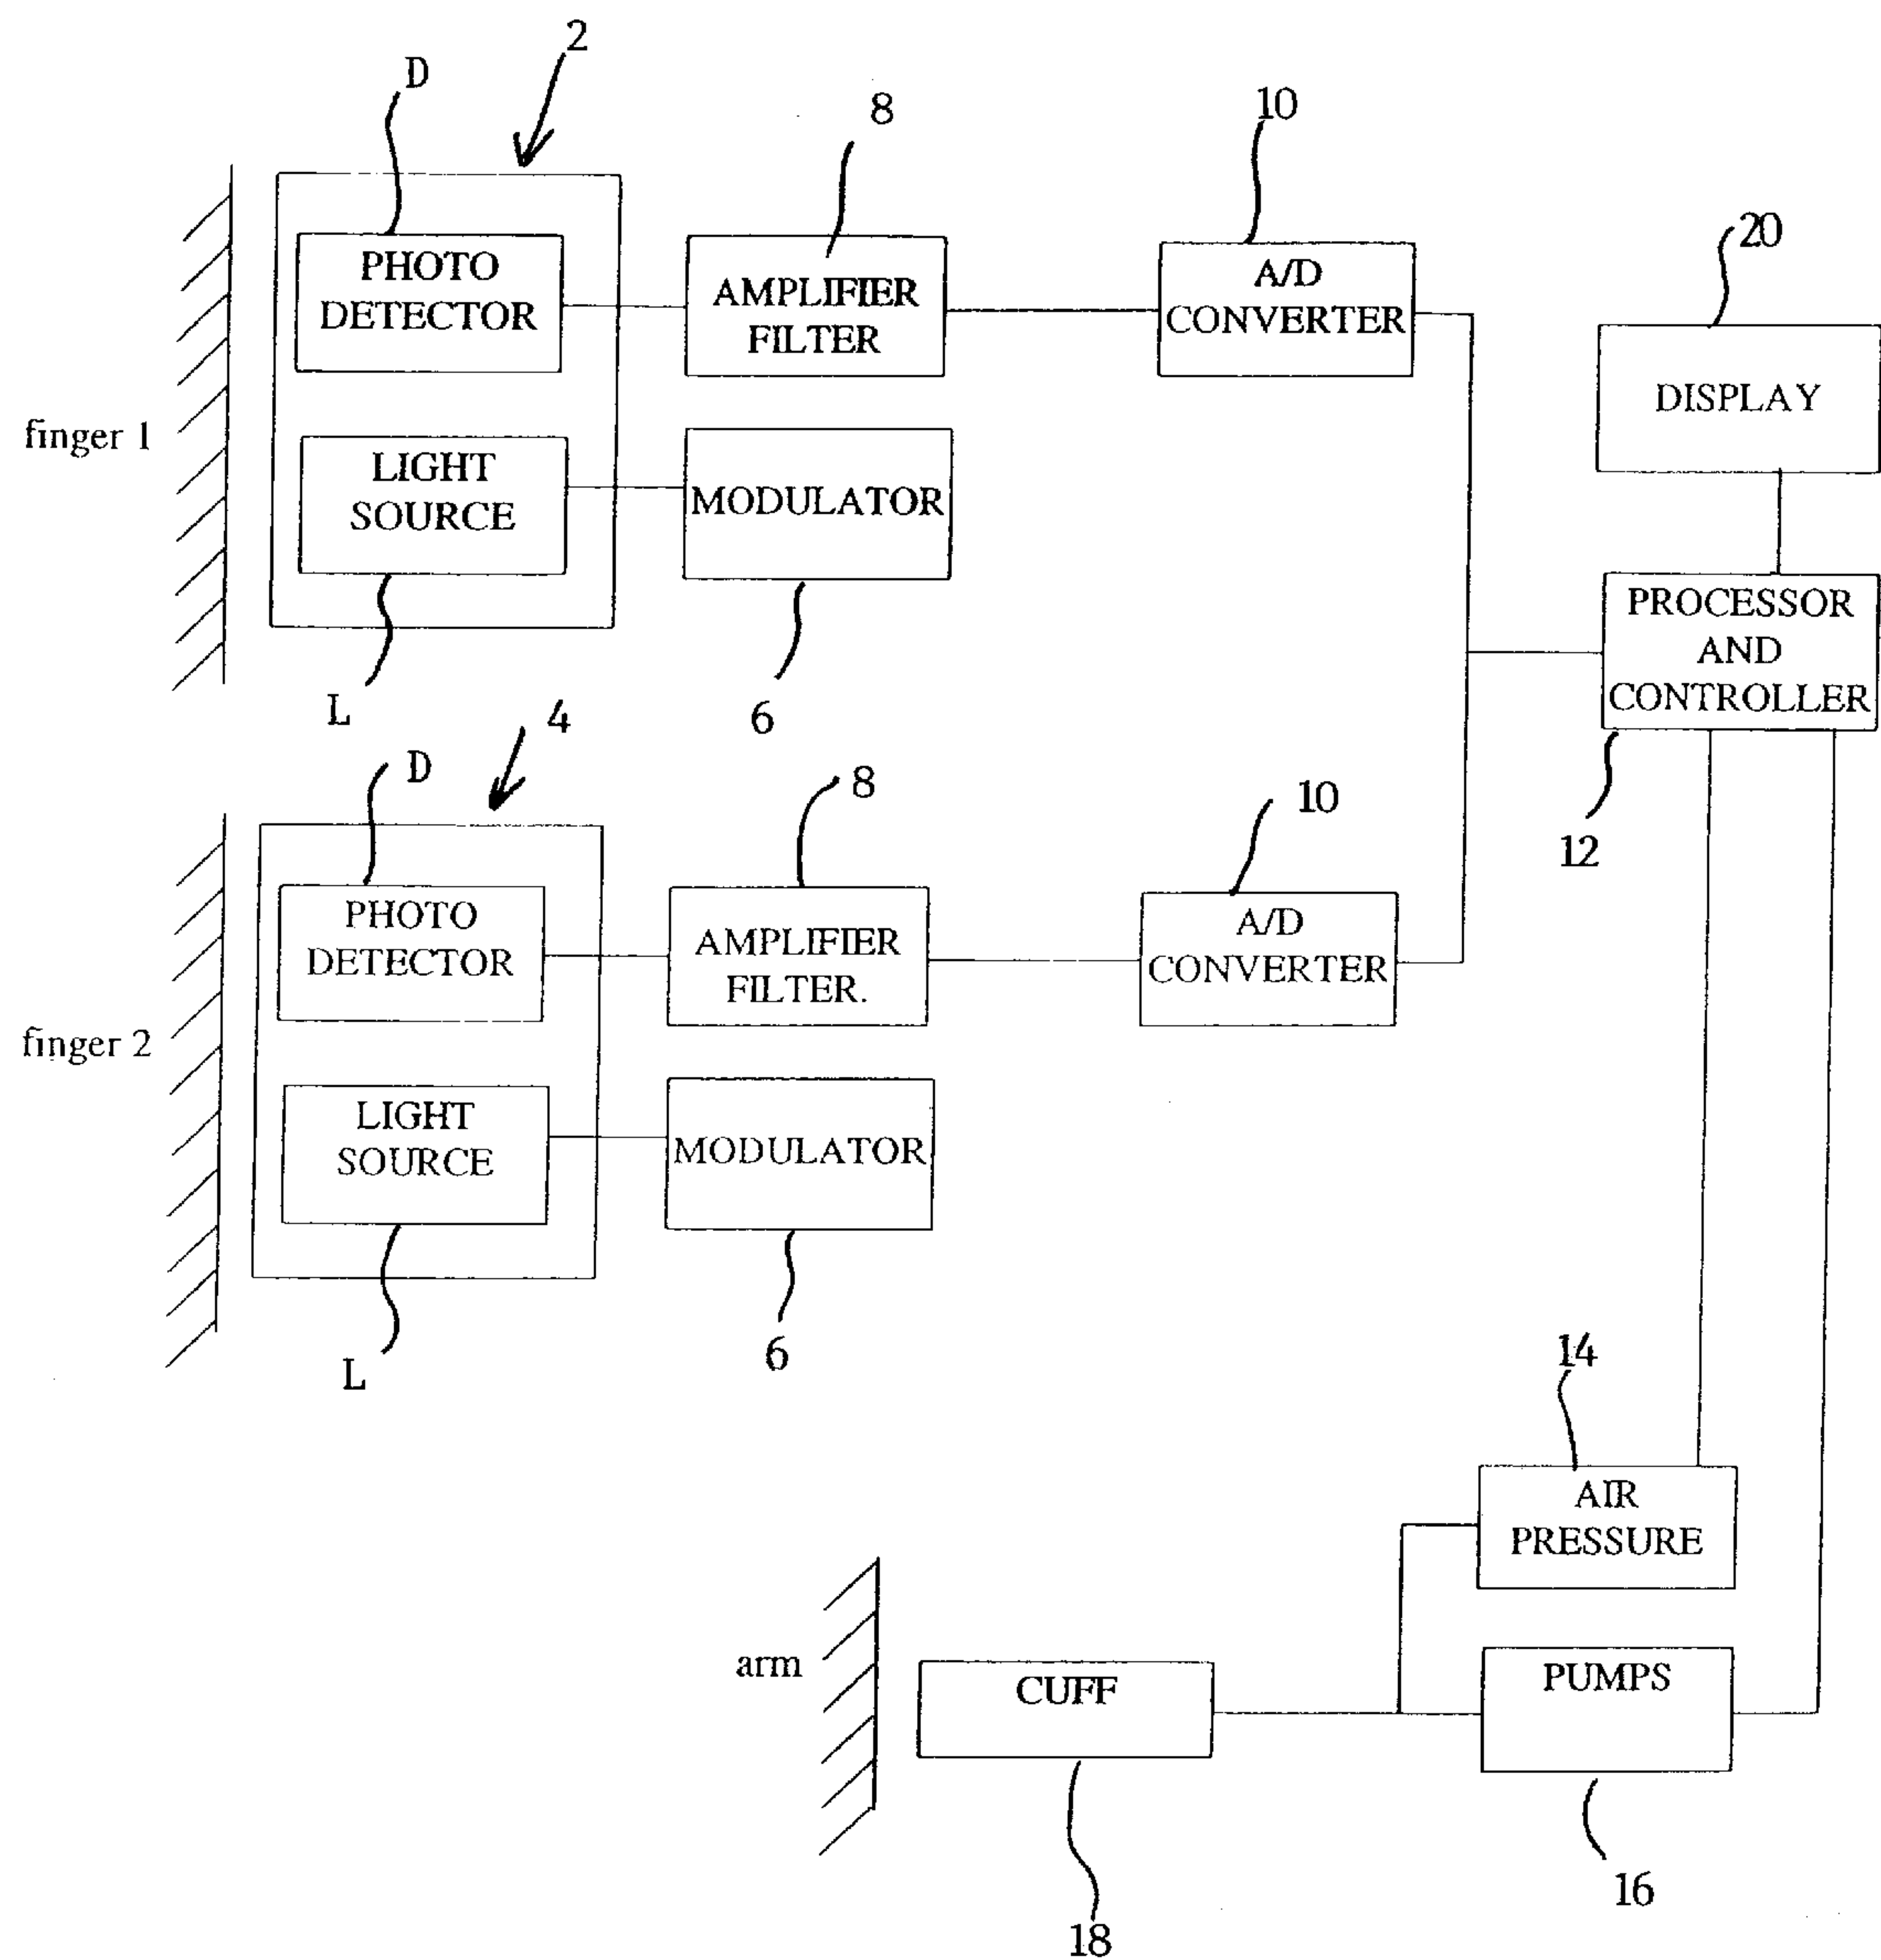 2
D
8
10
PHOTO
DETECTOR
AMPLIFIER
FILTER
A/D
CONVERTER
20
DISPLAY
finger 1
LIGHT
SOURCE
MODULATOR
L
6
PROCESSOR
AND
CONTROLLER
12
4
D
8
10
PHOTO
DETECTOR
AMPLIFIER
FILTER.
A/D
CONVERTER
finger 2
LIGHT
SOURCE
MODULATOR
L
6
14
AIR
PRESSURE
arm
CUFF
PUMPS
18
16